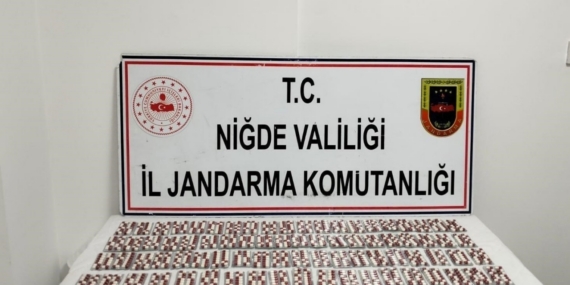 T.C.
NİĞDE VALİLİĞİ
İL JANDARMA KOMUTANLIĞI